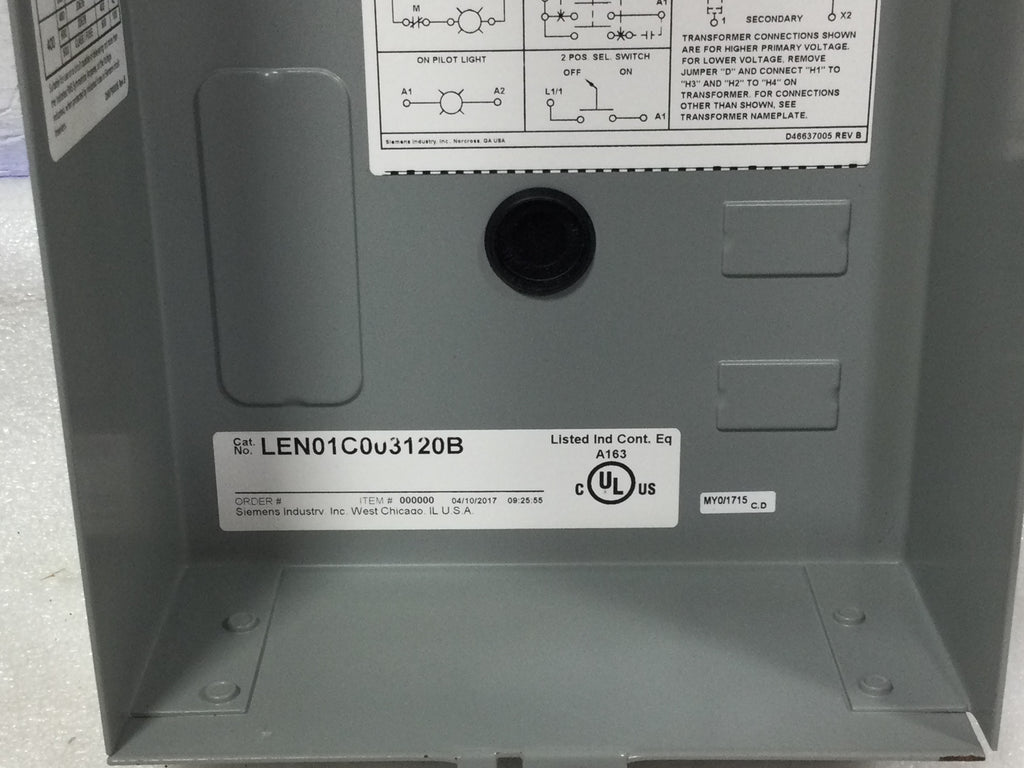 M
A1
1 SECONDARY X2
TRANSFORMER CONNECTIONS SHOWN
ARE FOR HIGHER PRIMARY VOLTAGE.
FOR LOWER VOLTAGE, REMOVE
JUMPER "D" AND CONNECT "H1" TO
"H3" AND "H2" TO "H4" ON
TRANSFORMER. FOR CONNECTIONS
OTHER THAN SHOWN, SEE
TRANSFORMER NAMEPLATE.
ON PILOT LIGHT
A1 A2
2 POS. SEL. SWITCH
OFF ON
L1/1
A1
Siemens Industry, Inc. Norcross, GA USA
D46637005 REV B
Cat. No. LEN01C003120B
Listed Ind Cont. Eq
A163
C UL US
ORDER # ITEM # 000000 04/10/2017 09:25:55
Siemens Industry, Inc. West Chicago, IL U.S.A.
MY0/1715 C.D